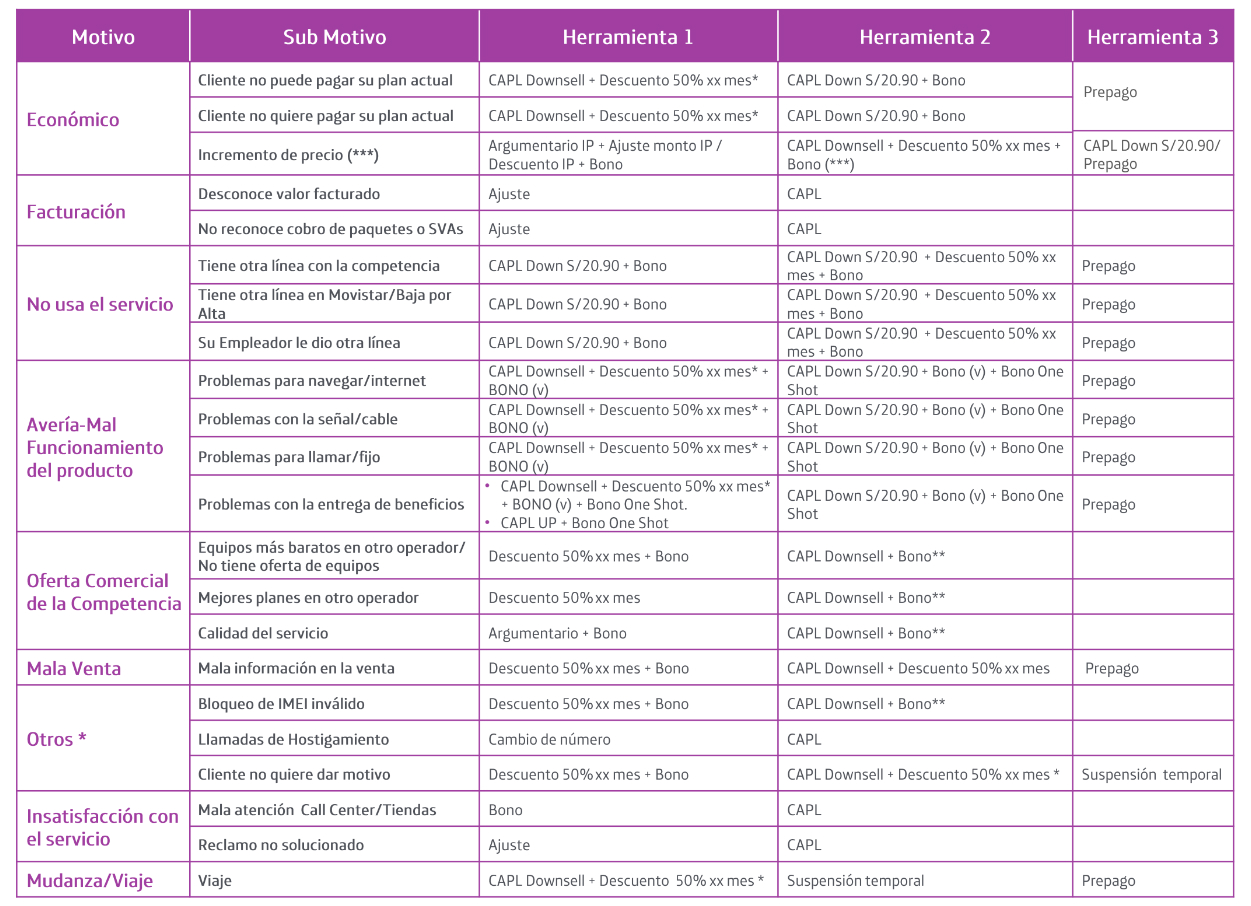 Motivo
Sub Motivo
Herramienta 1
Herramienta 2
Herramienta 3
Económico
Cliente no puede pagar su plan actual
CAPL Downsell + Descuento 50% xx mes*
CAPL Down S/20.90 + Bono
Prepago
Cliente no quiere pagar su plan actual
CAPL Downsell + Descuento 50% xx mes*
CAPL Down S/20.90 + Bono
Incremento de precio (***)
Argumentario IP + Ajuste monto IP /
Descuento IP + Bono
CAPL Downsell + Descuento 50% xx mes +
Bono (***)
CAPL Down S/20.90/
Prepago
Facturación
Desconoce valor facturado
Ajuste
CAPL
No reconoce cobro de paquetes o SVAs
Ajuste
CAPL
No usa el servicio
Tiene otra línea con la competencia
CAPL Down S/20.90 + Bono
CAPL Down S/20.90 + Descuento 50% xx
mes + Bono
Prepago
Tiene otra línea en Movistar/Baja por
Alta
CAPL Down S/20.90 + Bono
CAPL Down S/20.90 + Descuento 50% xx
mes + Bono
Prepago
Su Empleador le dio otra línea
CAPL Down S/20.90 + Bono
CAPL Down S/20.90 + Descuento 50% xx
mes + Bono
Prepago
Avería-Mal
Funcionamiento
del producto
Problemas para navegar/internet
CAPL Downsell + Descuento 50% xx mes* +
BONO (v)
CAPL Down S/20.90 + Bono (v) + Bono One
Shot
Prepago
Problemas con la señal/cable
CAPL Downsell + Descuento 50% xx mes* +
BONO (v)
CAPL Down S/20.90 + Bono (v) + Bono One
Shot
Prepago
Problemas para llamar/fijo
CAPL Downsell + Descuento 50% xx mes* +
BONO (v)
CAPL Down S/20.90 + Bono (v) + Bono One
Shot
Prepago
Problemas con la entrega de beneficios
• CAPL Downsell + Descuento 50% xx mes*
+ BONO (v) + Bono One Shot.
• CAPL UP + Bono One Shot
CAPL Down S/20.90 + Bono (v) + Bono One
Shot
Prepago
Oferta Comercial
de la Competencia
Equipos más baratos en otro operador/
No tiene oferta de equipos
Descuento 50% xx mes + Bono
CAPL Downsell + Bono**
Mejores planes en otro operador
Descuento 50% xx mes
CAPL Downsell + Bono**
Calidad del servicio
Argumentario + Bono
CAPL Downsell + Bono**
Mala Venta
Mala información en la venta
Descuento 50% xx mes + Bono
CAPL Downsell + Descuento 50% xx mes
Prepago
Otros *
Bloqueo de IMEI inválido
Descuento 50% xx mes + Bono
CAPL Downsell + Bono**
Llamadas de Hostigamiento
Cambio de número
CAPL
Cliente no quiere dar motivo
Descuento 50% xx mes + Bono
CAPL Downsell + Descuento 50% xx mes *
Suspensión temporal
Insatisfacción con
el servicio
Mala atención Call Center/Tiendas
Bono
CAPL
Reclamo no solucionado
Ajuste
CAPL
Mudanza/Viaje
Viaje
CAPL Downsell + Descuento 50% xx mes *
Suspensión temporal
Prepago